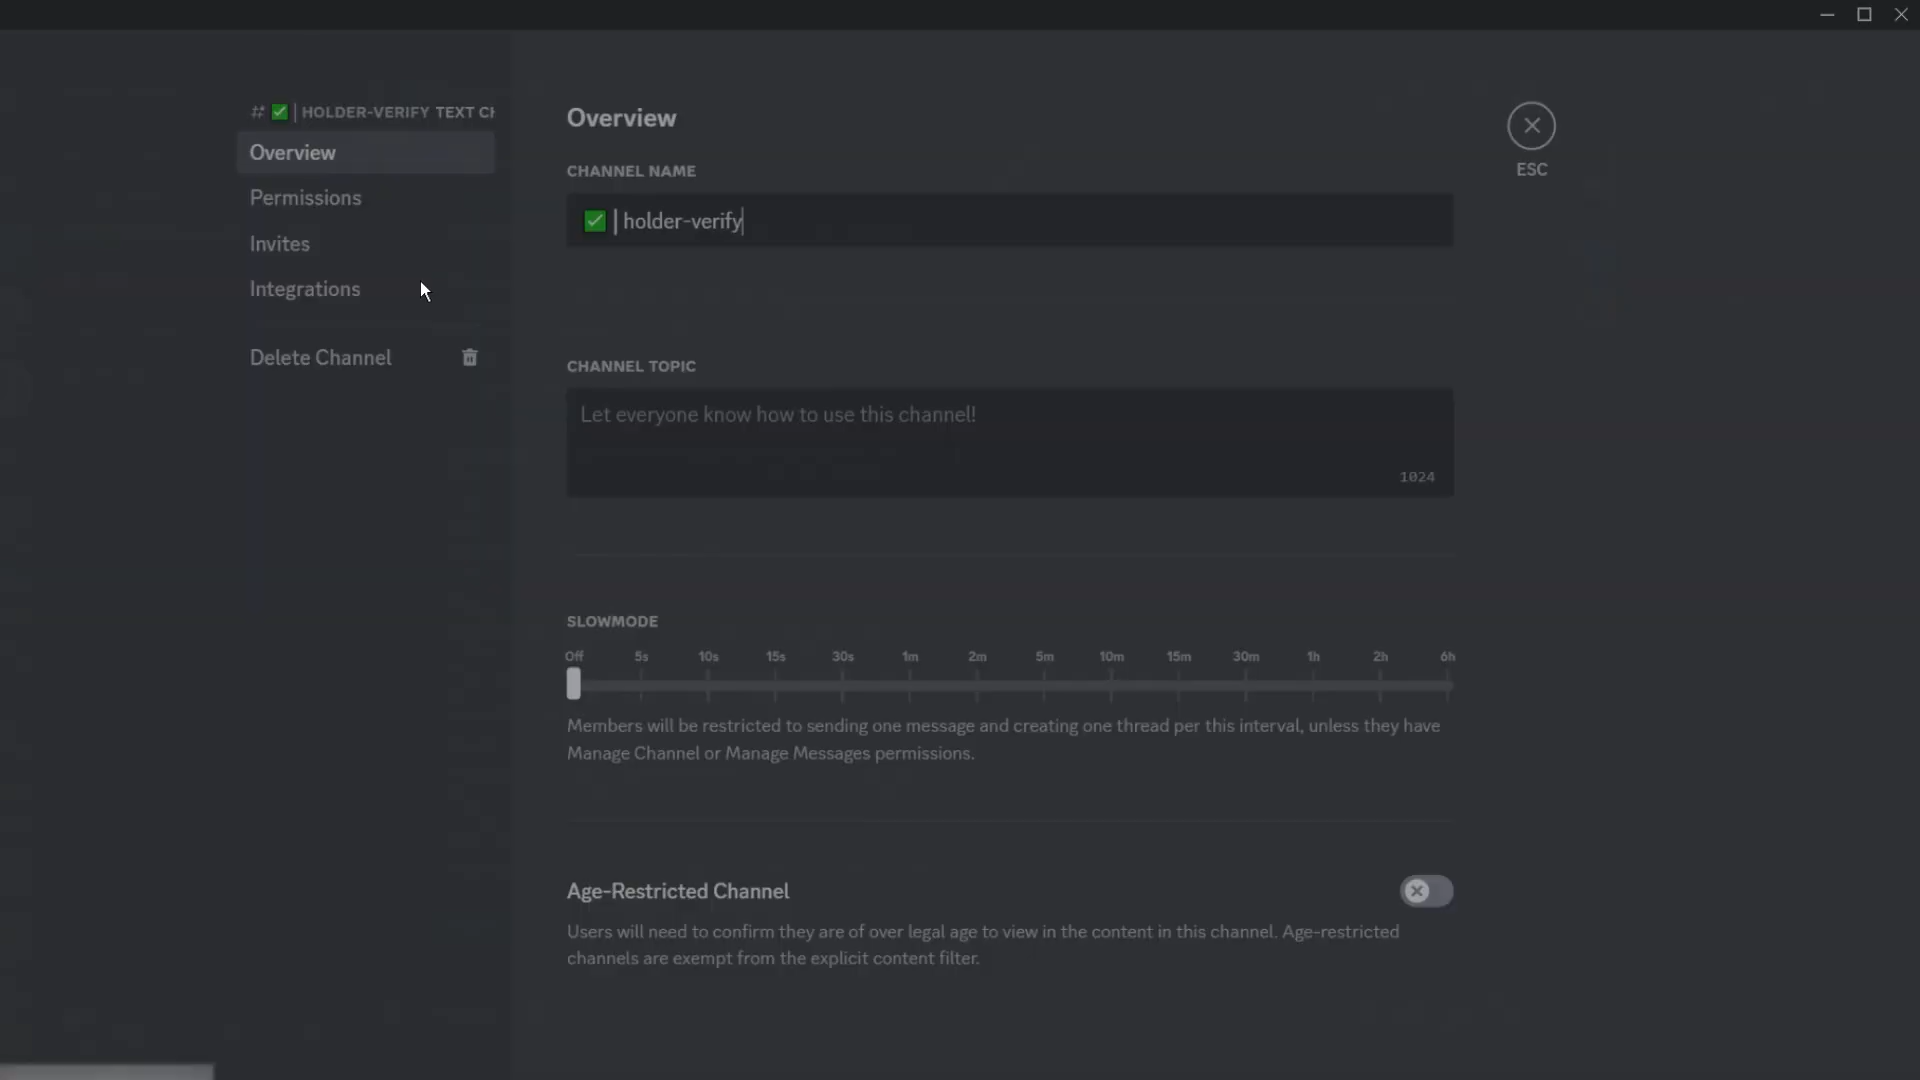 # ✅ | HOLDER-VERIFY TEXT CH
Overview
Permissions
Invites
Integrations
Delete Channel
Overview
CHANNEL NAME
✅ | holder-verify
CHANNEL TOPIC
Let everyone know how to use this channel!
1024
SLOWMODE
Off 5s 10s 15s 30s 1m 2m 5m 10m 15m 30m 1h 2h 6h
Members will be restricted to sending one message and creating one thread per this interval, unless they have
Manage Channel or Manage Messages permissions.
Age-Restricted Channel
Users will need to confirm they are of over legal age to view in the content in this channel. Age-restricted
channels are exempt from the explicit content filter.
ESC